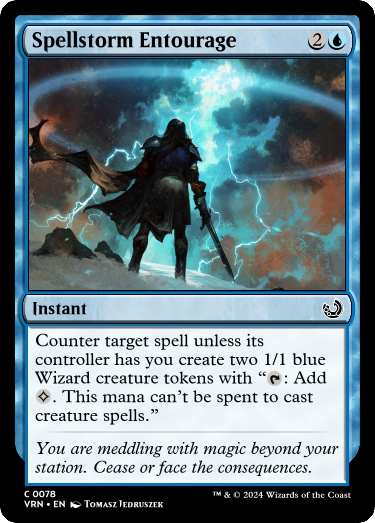 Spellstorm Entourage 2
Instant
Counter target spell unless its
controller has you create two 1/1 blue
Wizard creature tokens with “: Add
. This mana can’t be spent to cast
creature spells.”
You are meddling with magic beyond your
station. Cease or face the consequences.
C 0078
VRN • EN Tomasz Jedruszek
™ & © 2024 Wizards of the Coast